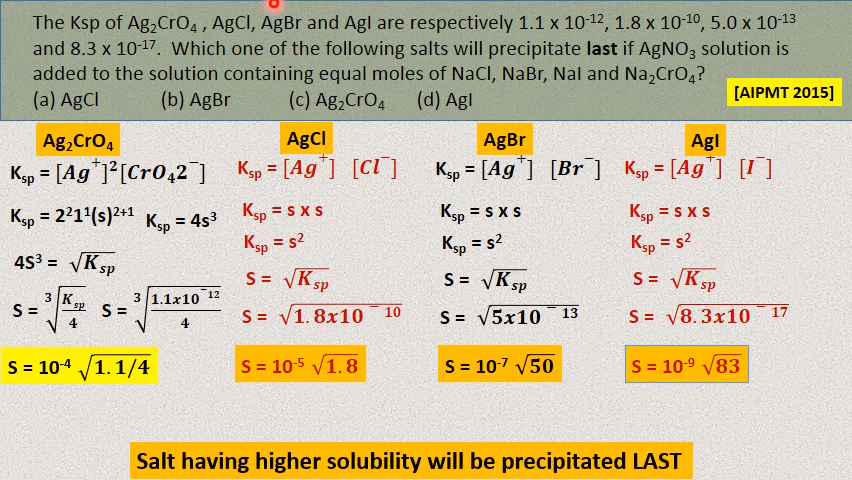 The Ksp of Ag₂CrO₄ , AgCl, AgBr and AgI are respectively 1.1 x 10⁻¹², 1.8 x 10⁻¹⁰, 5.0 x 10⁻¹³
and 8.3 x 10⁻¹⁷. Which one of the following salts will precipitate last if AgNO₃ solution is
added to the solution containing equal moles of NaCl, NaBr, NaI and Na₂CrO₄?
(a) AgCl (b) AgBr (c) Ag₂CrO₄ (d) AgI
[AIPMT 2015]
Ag₂CrO₄
Kₛₚ = [Ag⁺]²[CrO₄2⁻]
Kₛₚ = 2²1¹(s)²⁺¹ Kₛₚ = 4s³
4S³ = √Kₛₚ
S = ³√(Kₛₚ/4) S = ³√(1.1x10⁻¹²/4)
S = 10⁻⁴ √1.1/4
AgCl
Kₛₚ = [Ag⁺] [Cl⁻]
Kₛₚ = s x s
Kₛₚ = s²
S = √Kₛₚ
S = √1.8x10⁻¹⁰
S = 10⁻⁵ √1.8
AgBr
Kₛₚ = [Ag⁺] [Br⁻]
Kₛₚ = s x s
Kₛₚ = s²
S = √Kₛₚ
S = √5x10⁻¹³
S = 10⁻⁷ √50
AgI
Kₛₚ = [Ag⁺] [I⁻]
Kₛₚ = s x s
Kₛₚ = s²
S = √Kₛₚ
S = √8.3x10⁻¹⁷
S = 10⁻⁹ √83
Salt having higher solubility will be precipitated LAST